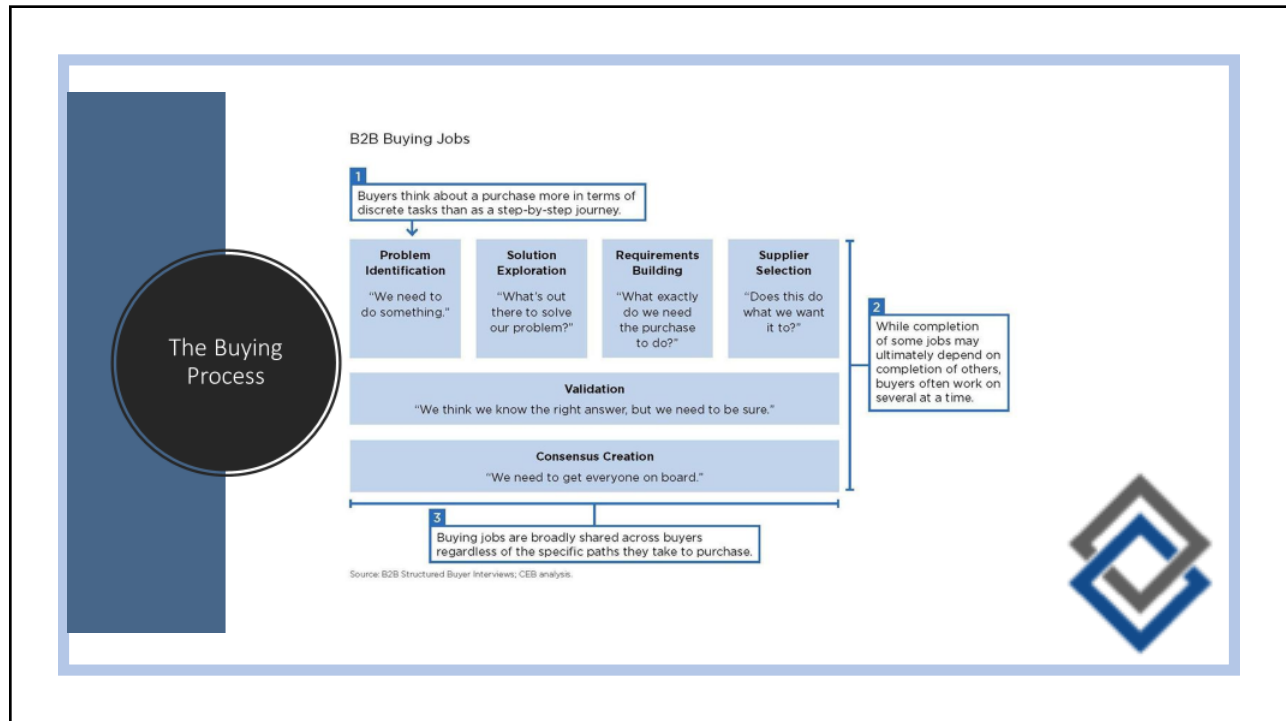 The Buying
Process
B2B Buying Jobs
1
Buyers think about a purchase more in terms of
discrete tasks than as a step-by-step journey.
Problem
Identification
“We need to
do something.”
Solution
Exploration
“What’s out
there to solve
our problem?”
Requirements
Building
“What exactly
do we need
the purchase
to do?”
Supplier
Selection
“Does this do
what we want
it to?”
Validation
“We think we know the right answer, but we need to be sure.”
Consensus Creation
“We need to get everyone on board.”
2
While completion
of some jobs may
ultimately depend on
completion of others,
buyers often work on
several at a time.
3
Buying jobs are broadly shared across buyers
regardless of the specific paths they take to purchase.
Source: B2B Structured Buyer Interviews; CEB analysis.